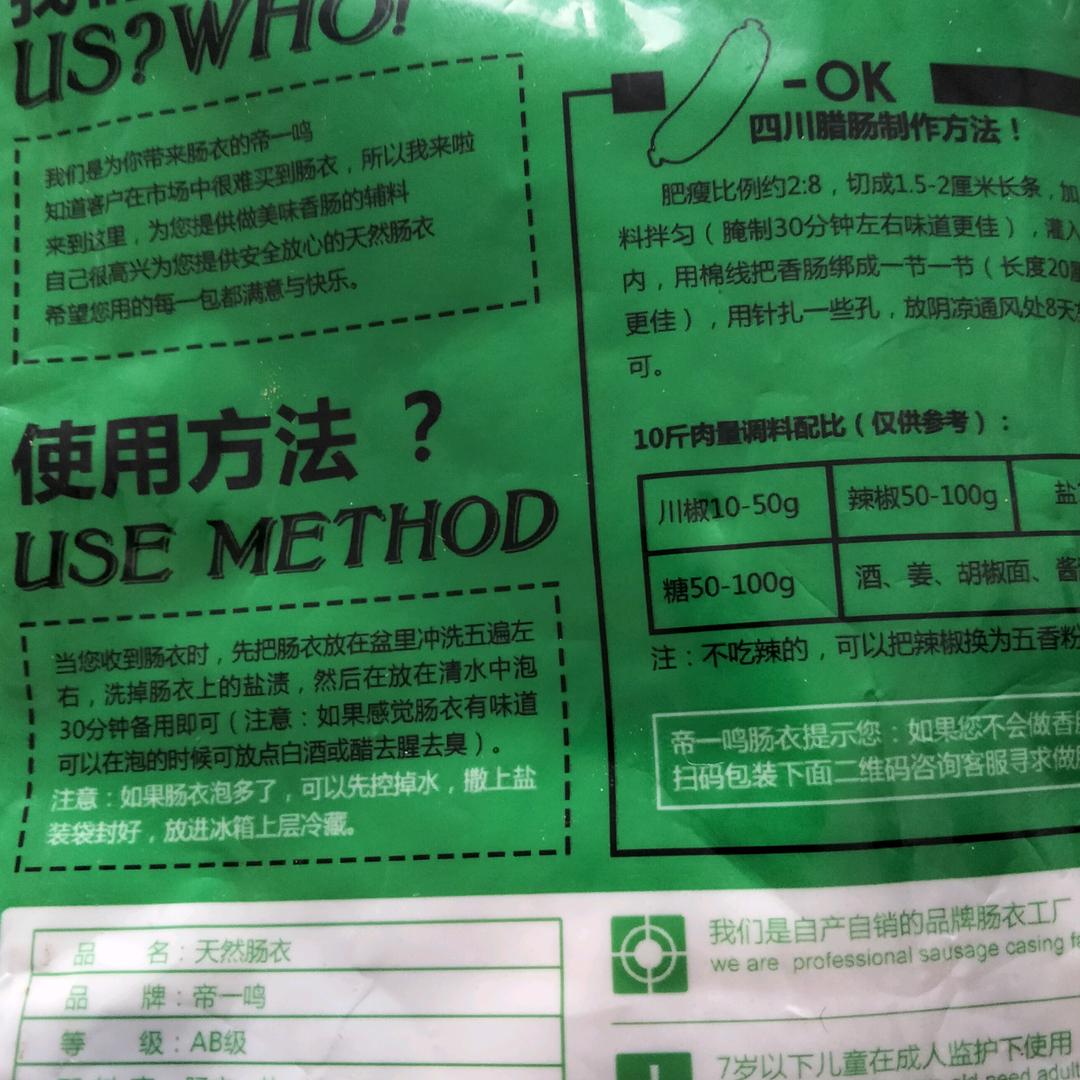 US?WHO!
我们是为你带来肠衣的帝一鸣
知道客户在市场中很难买到肠衣，所以我来啦
来到这里，为您提供做美味香肠的辅料
自己很高兴为您提供安全放心的天然肠衣
希望您用的每一包都满意与快乐。
使用方法？
USE METHOD
当您收到肠衣时，先把肠衣放在盆里冲洗五遍左
右，洗掉肠衣上的盐渍，然后在放在清水中泡
30分钟备用即可（注意：如果感觉肠衣有味道
可以在泡的时候可放点白酒或醋去腥去臭）。
注意：如果肠衣泡多了，可以先控掉水，撒上盐
装袋封好，放进冰箱上层冷藏。
-OK
四川腊肠制作方法！
肥瘦比例约2:8，切成1.5-2厘米长条，加
料拌匀（腌制30分钟左右味道更佳），灌入
内，用棉线把香肠绑成一节一节（长度20
更佳），用针扎一些孔，放阴凉通风处8天
可。
10斤肉量调料配比（仅供参考）：
川椒10-50g 辣椒50-100g 盐
糖50-100g 酒、姜、胡椒面、酱
注：不吃辣的，可以把辣椒换为五香粉
帝一鸣肠衣提示您：如果您不会做香
扫码包装下面二维码咨询客服寻求做
品 名：天然肠衣
品 牌：帝一鸣
等 级：AB级
我们是自产自销的品牌肠衣工厂
we are professional sausage casing
7岁以下儿童在成人监护下使用
need adult